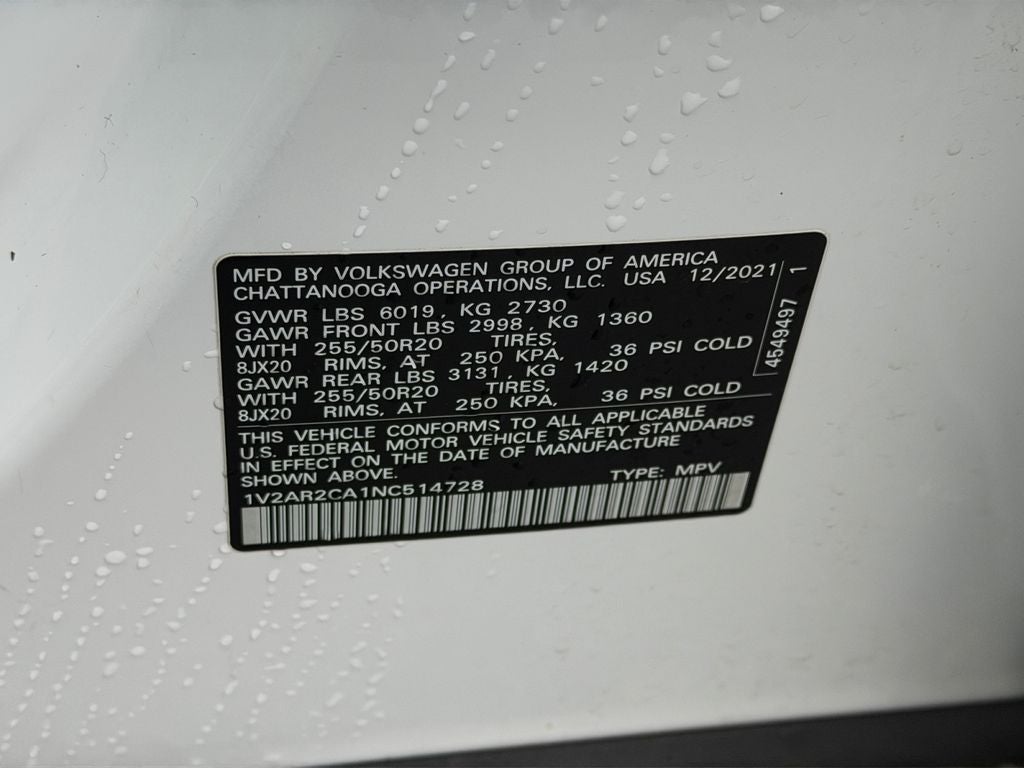 MFD BY VOLKSWAGEN GROUP OF AMERICA
CHATTANOOGA OPERATIONS, LLC. USA 12/2021
GVWR LBS 6019, KG 2730
GAWR FRONT LBS 2998, KG 1360
WITH 255/50R20 TIRES,
8JX20 RIMS, AT 250 KPA, 36 PSI COLD
GAWR REAR LBS 3131, KG 1420
WITH 255/50R20 TIRES,
8JX20 RIMS, AT 250 KPA, 36 PSI COLD
4549497 1
THIS VEHICLE CONFORMS TO ALL APPLICABLE
U.S. FEDERAL MOTOR VEHICLE SAFETY STANDARDS
IN EFFECT ON THE DATE OF MANUFACTURE
SHOWN ABOVE. TYPE: MPV
1V2AR2CA1NC514728